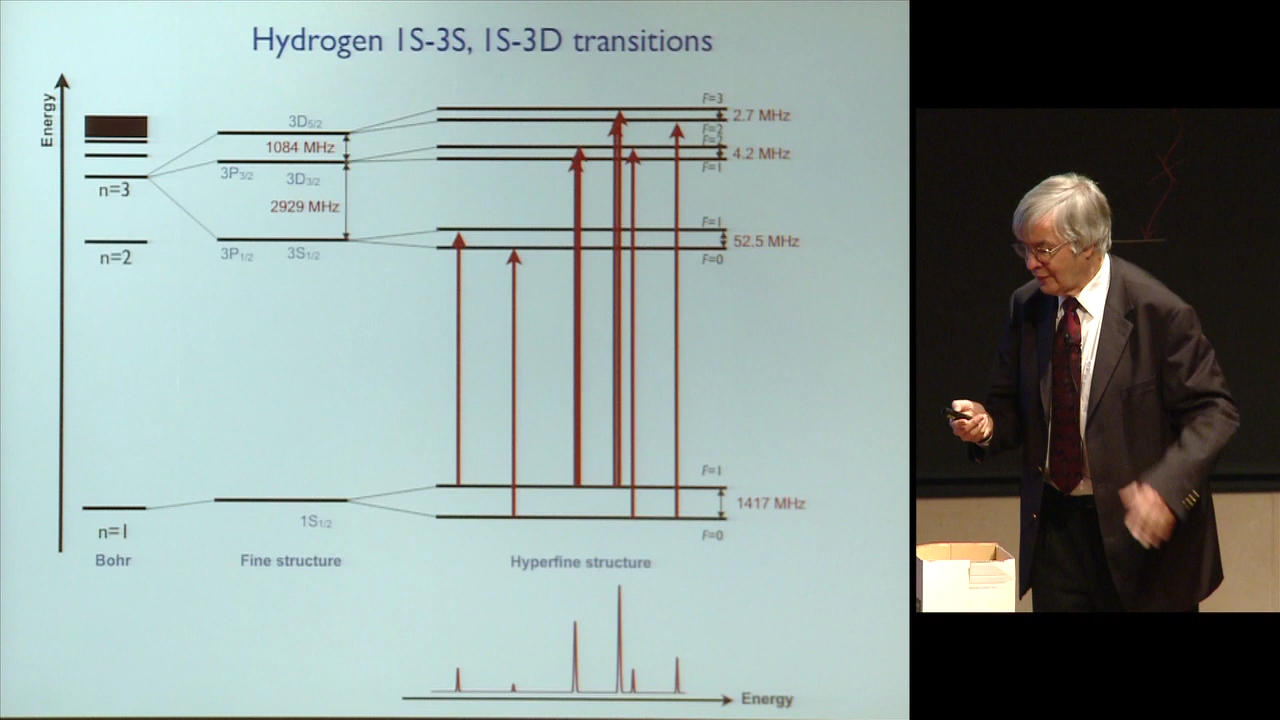 Hydrogen 1S-3S, 1S-3D transitions
Energy
n=3
n=2
n=1
Bohr
3D5/2
1084 MHz
3P3/2
3D3/2
2929 MHz
3P1/2
3S1/2
1S1/2
Fine structure
F=3
2.7 MHz
F=2
F=2
4.2 MHz
F=1
F=1
52.5 MHz
F=0
F=1
1417 MHz
F=0
Hyperfine structure
Energy